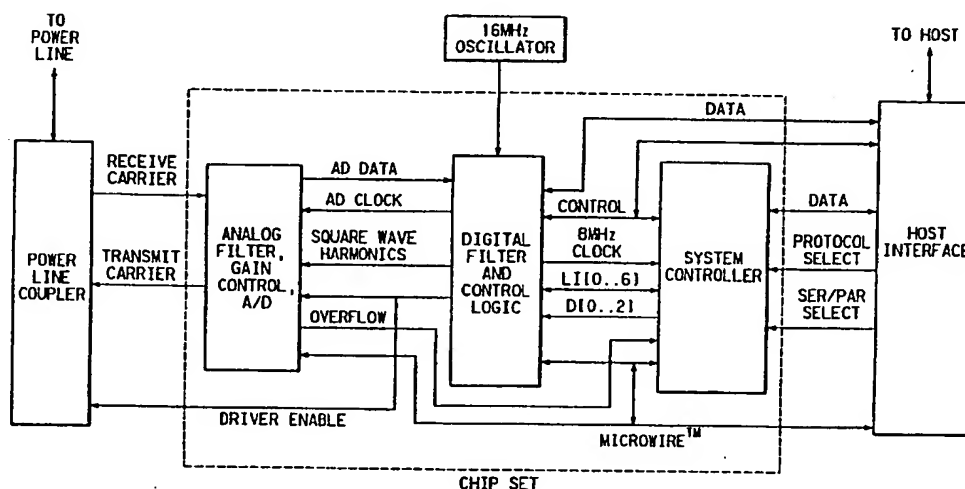 TO
POWER
LINE
16MHz
OSCILLATOR
TO HOST
DATA
RECEIVE
CARRIER
AD DATA
AD CLOCK
CONTROL
DATA
8MHz
CLOCK
SQUARE WAVE
HARMONICS
ANALOG
FILTER,
GAIN
CONTROL,
A/D
DIGITAL
FILTER
AND
CONTROL
LOGIC
SYSTEM
CONTROLLER
HOST
INTERFACE
PROTOCOL
SELECT
POWER
LINE
COUPLER
TRANSMIT
CARRIER
LI[0..6]
D[0..2]
SER/PAR
SELECT
OVERFLOW
DRIVER ENABLE
MICROWIRE™
CHIP SET